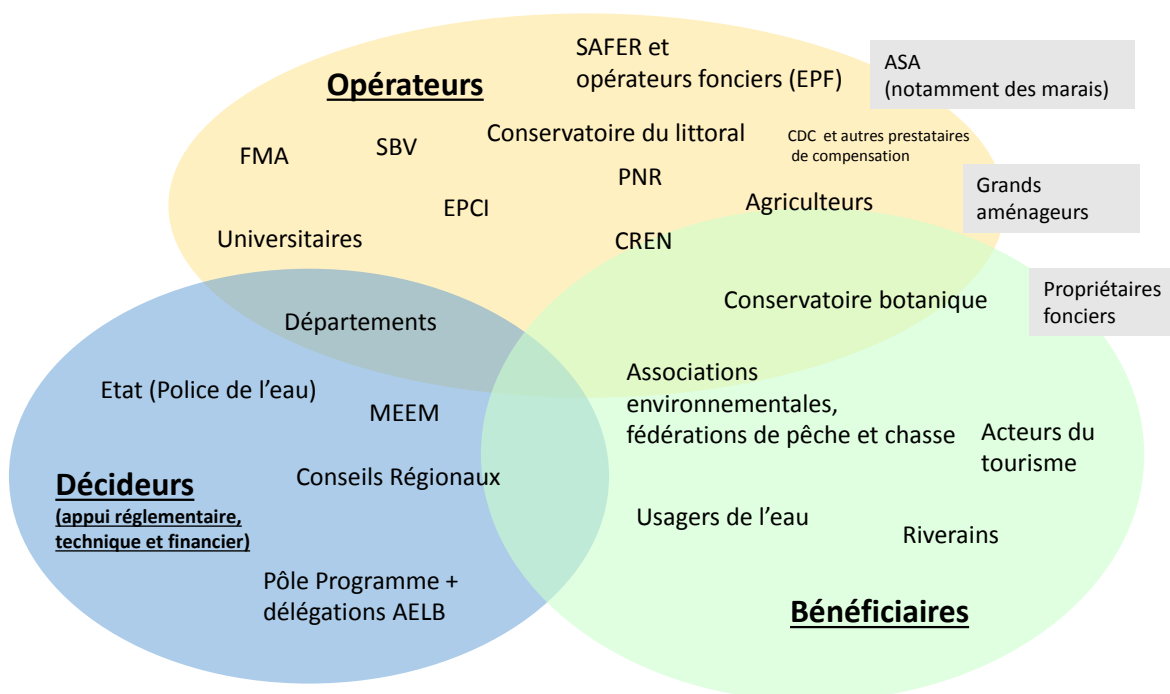 SAFER et
opérateurs fonciers (EPF)
ASA
(notamment des marais)
Opérateurs
Conservatoire du littoral
CDC et autres prestataires
de compensation
SBV
FMA
PNR
Grands
aménageurs
Agriculteurs
EPCI
Universitaires
CREN
Conservatoire botanique
Propriétaires
fonciers
Départements
Associations
environnementales,
fédérations de pêche et chasse
Etat (Police de l’eau)
MEEM
Acteurs du
tourisme
Conseils Régionaux
Décideurs
(appui réglementaire,
technique et financier)
Usagers de l’eau
Riverains
Pôle Programme +
délégations AELB
Bénéficiaires